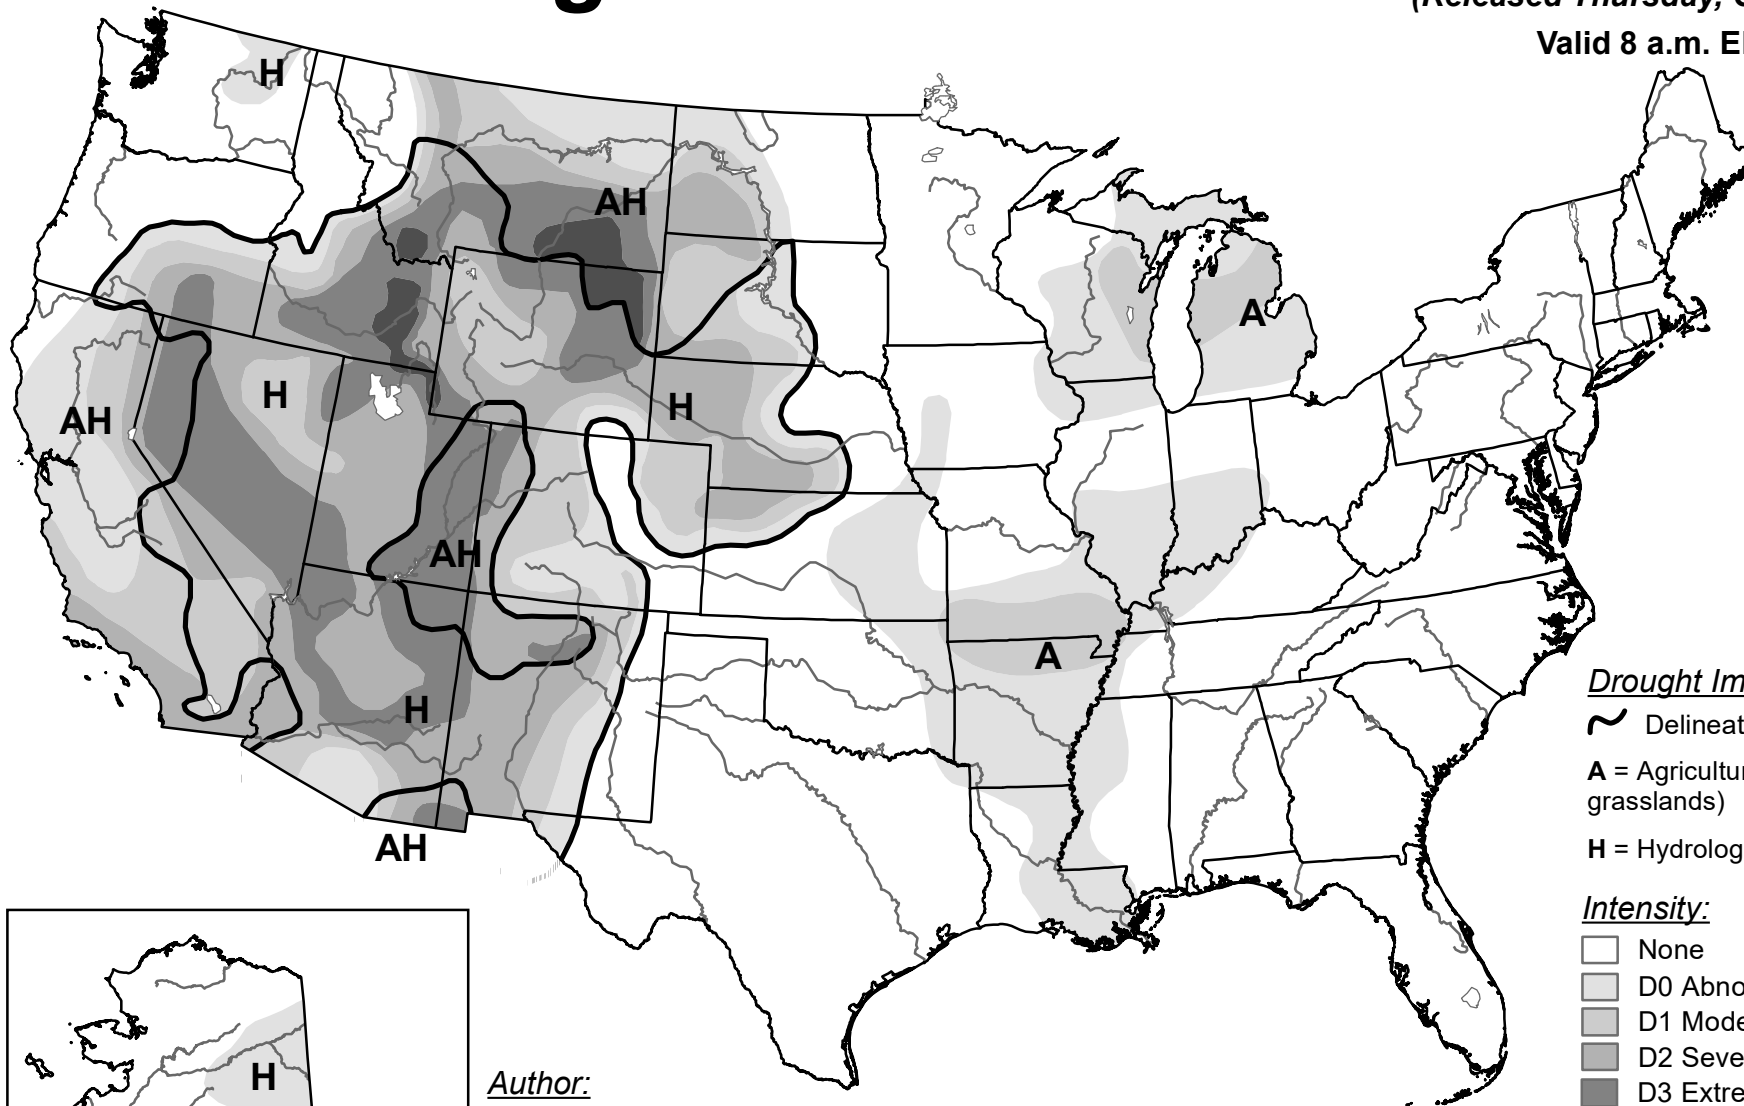 (Released Thursday,
Valid 8 a.m.
H
AH
A
H
AH
H
AH
A
H
AH
Drought
Delineat
A = Agricultur
grasslands)
H = Hydrolog
Intensity:
None
D0 Abno
D1 Mode
D2 Seve
D3 Extre
H
Author: